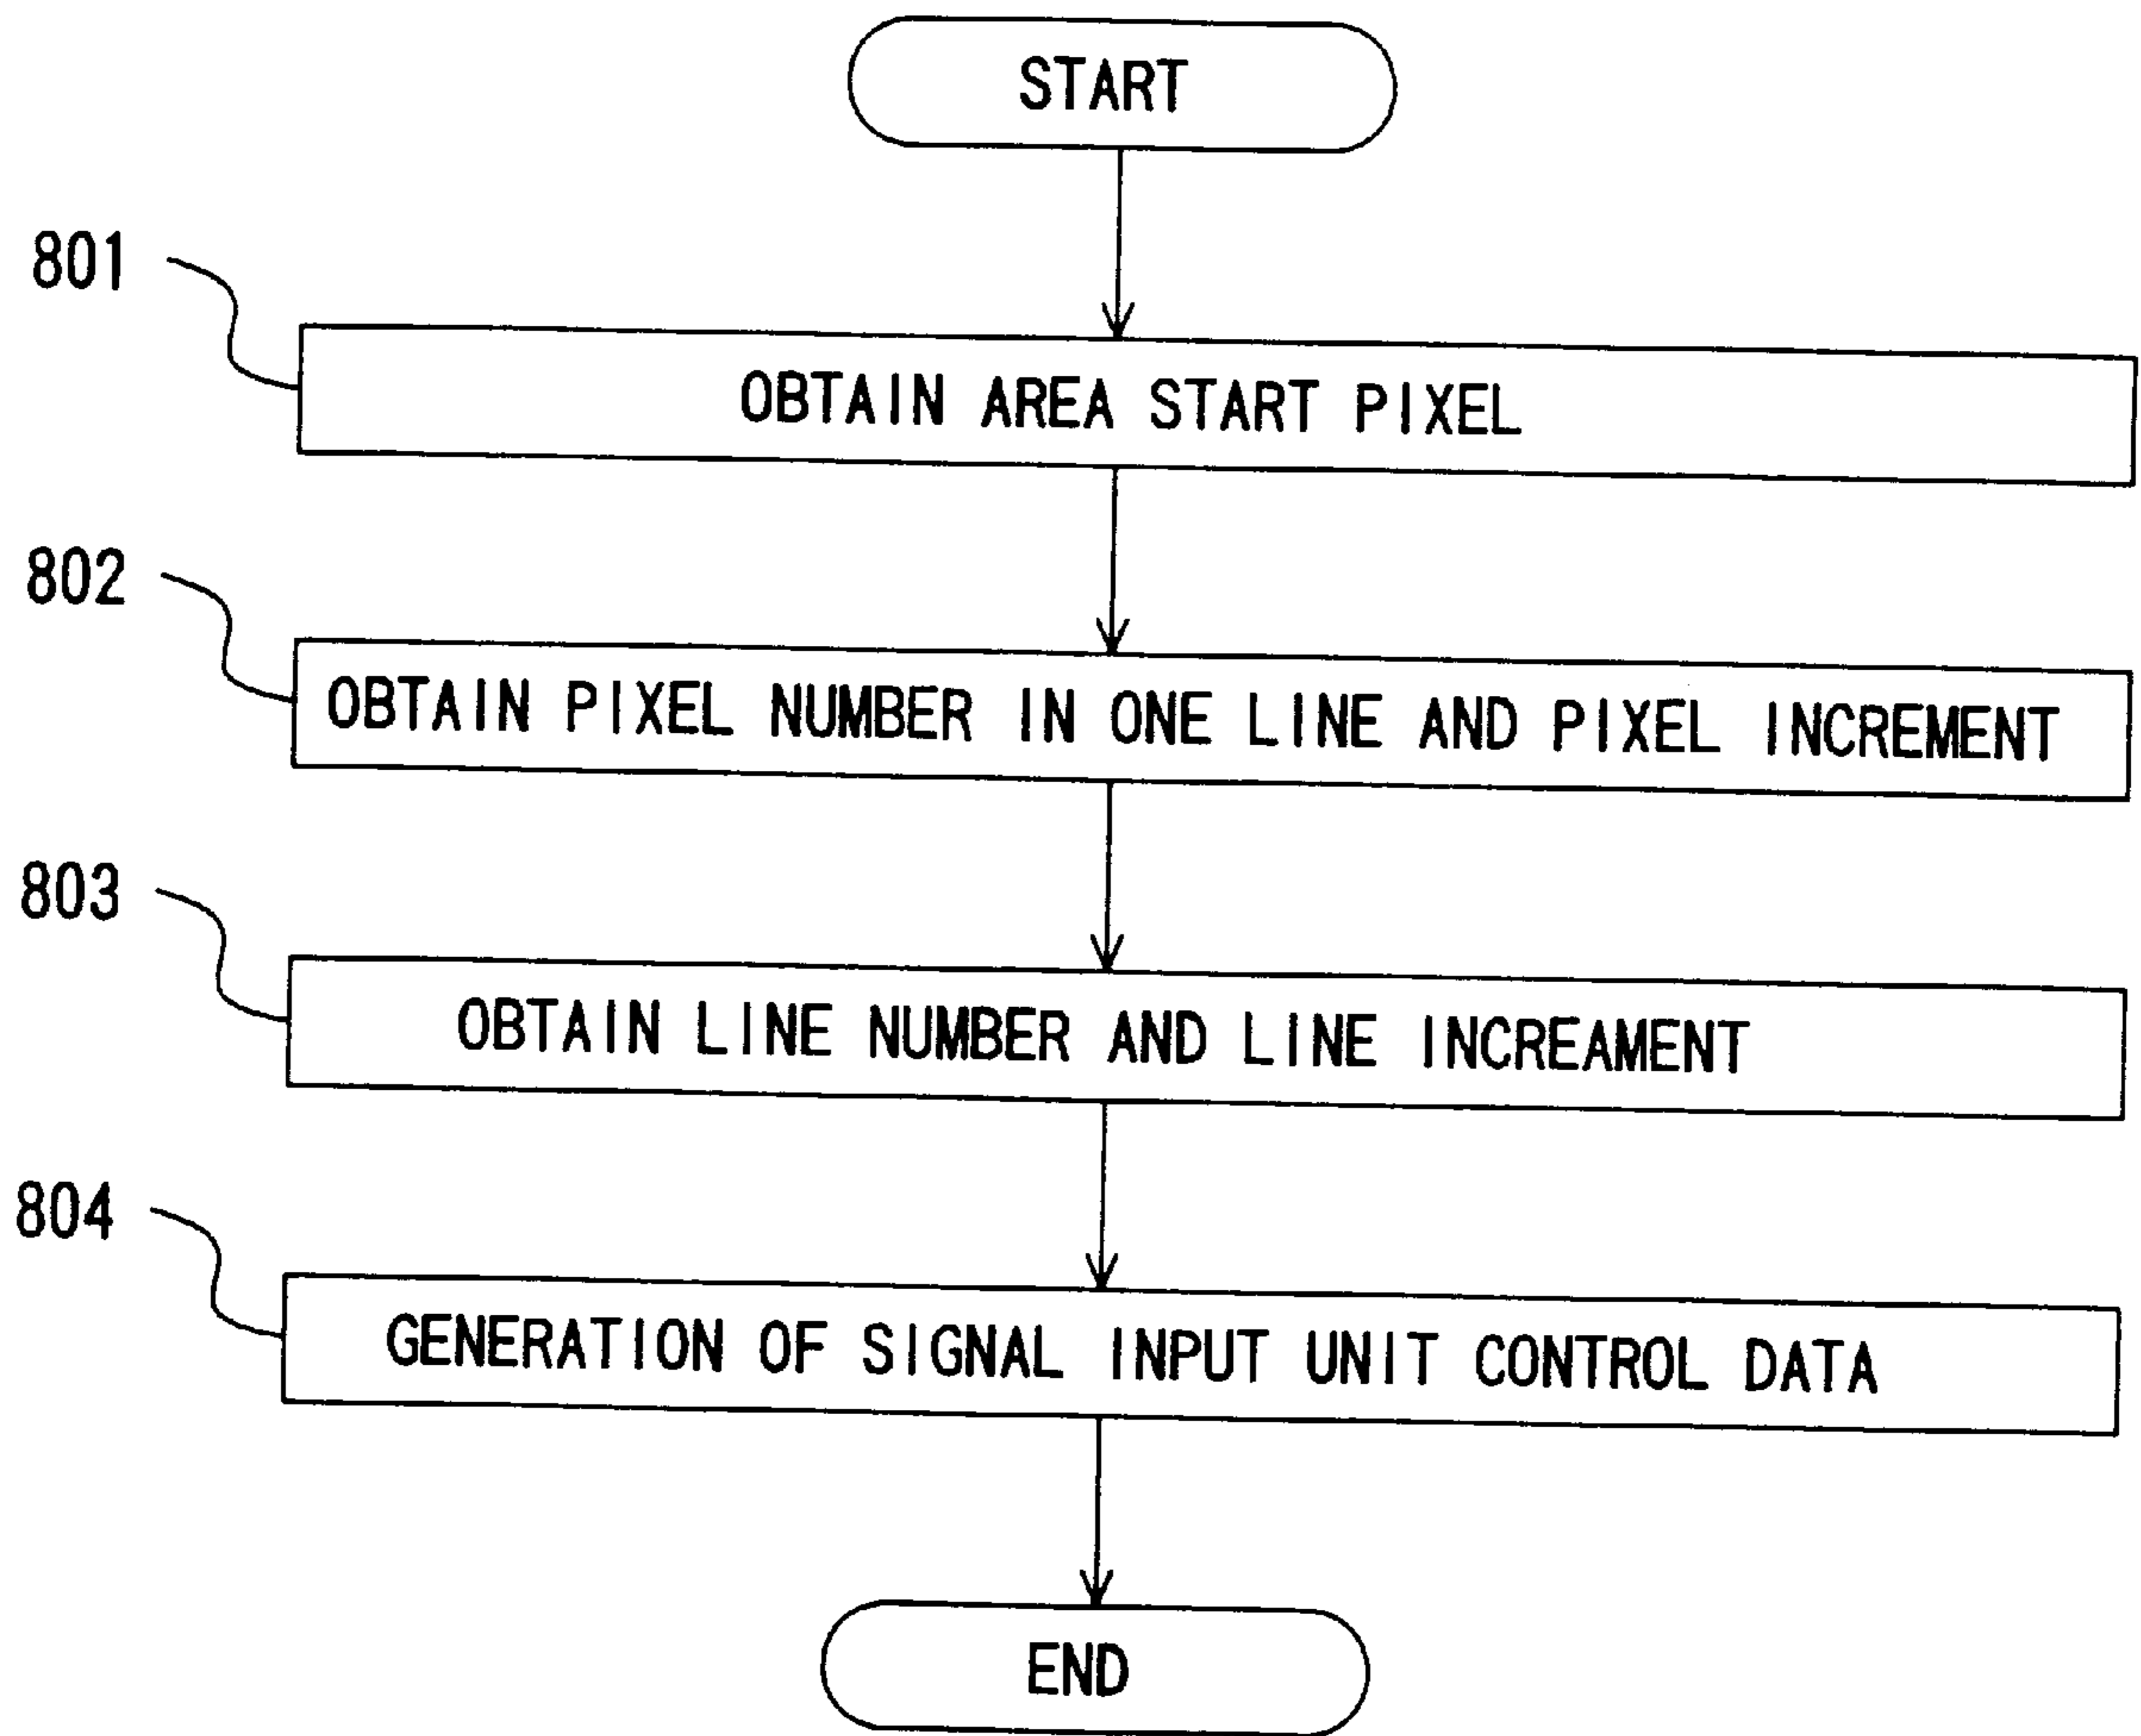 START
801
OBTAIN AREA START PIXEL
802
OBTAIN PIXEL NUMBER IN ONE LINE AND PIXEL INCREMENT
803
OBTAIN LINE NUMBER AND LINE INCREAMENT
804
GENERATION OF SIGNAL INPUT UNIT CONTROL DATA
END